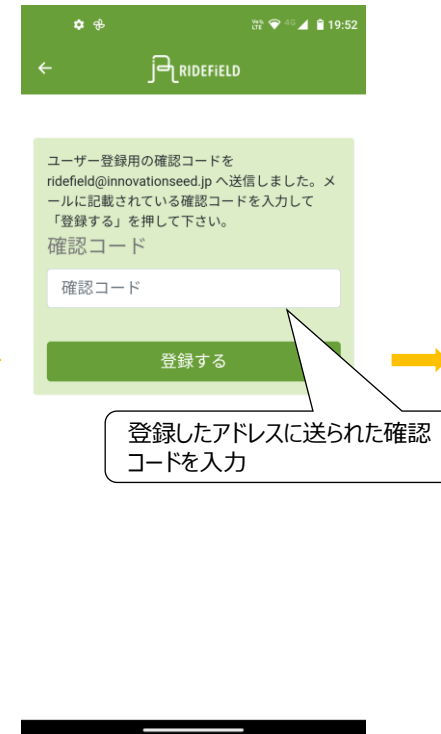 Vo) LTE 4G 19:52
RIDEFiELD
ユーザー登録用の確認コードを
ridefield@innovationseed.jp へ送信しました。メ
ールに記載されている確認コードを入力して
「登録する」を押して下さい。
確認コード
確認コード
登録する
登録したアドレスに送られた確認
コードを入力